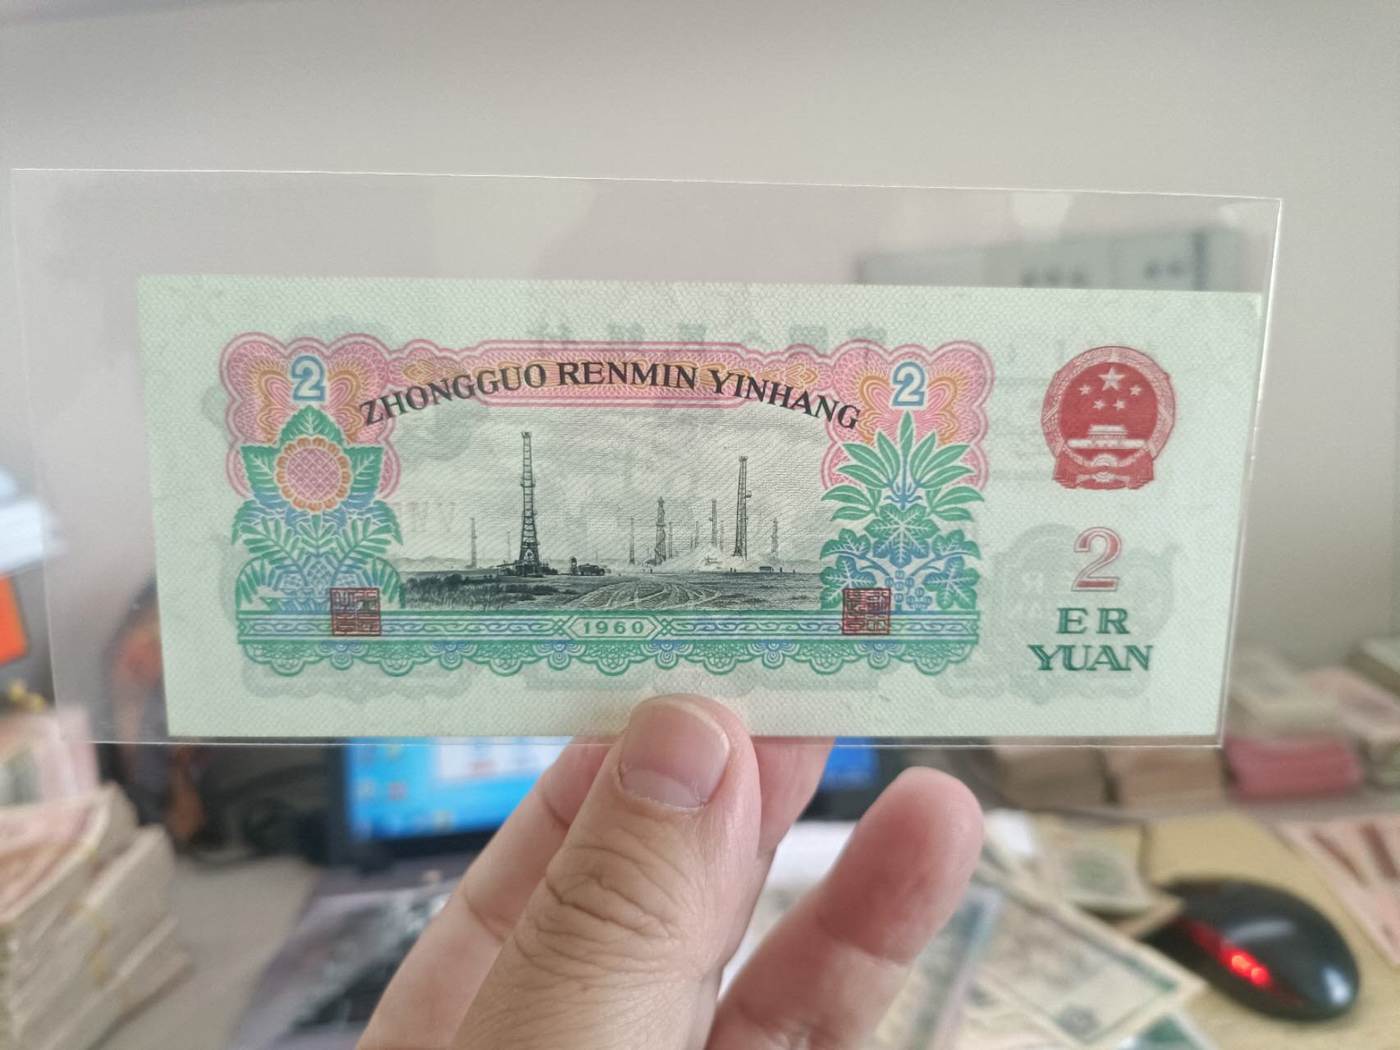 2
ZHONGGUO RENMIN YINHANG
2
1960
2
ER
YUAN